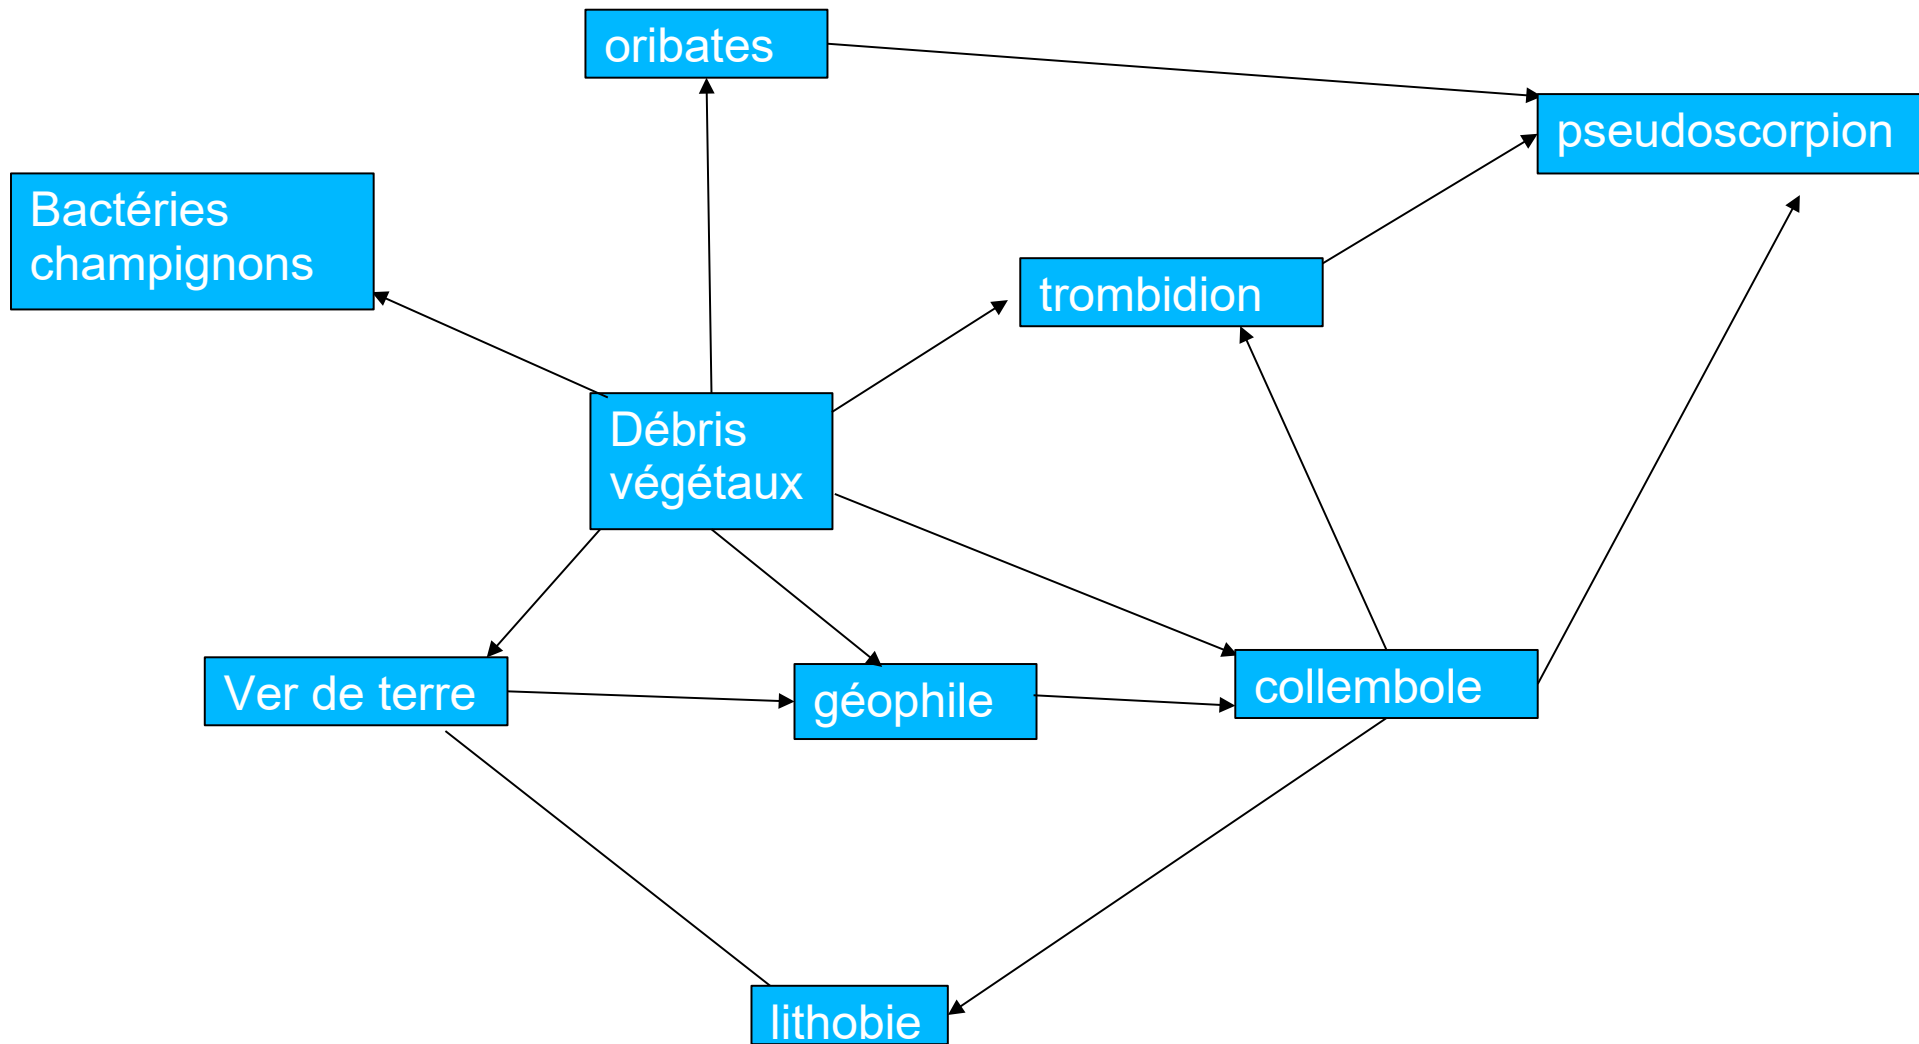 oribates
pseudoscorpion
Bactéries
champignons
trombidion
Débris
végétaux
Ver de terre
géophile
collembole
lithobie